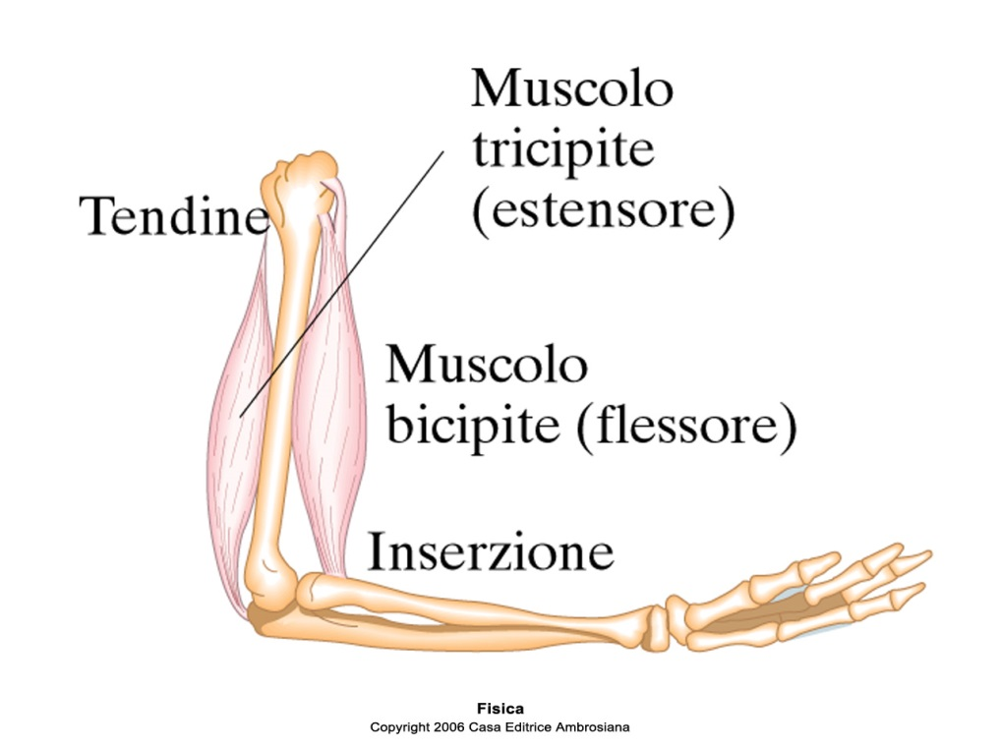 Muscolo
tricipite
(estensore)
Tendine
Muscolo
bicipite (flessore)
Inserzione
Fisica
Copyright 2006 Casa Editrice Ambrosiana